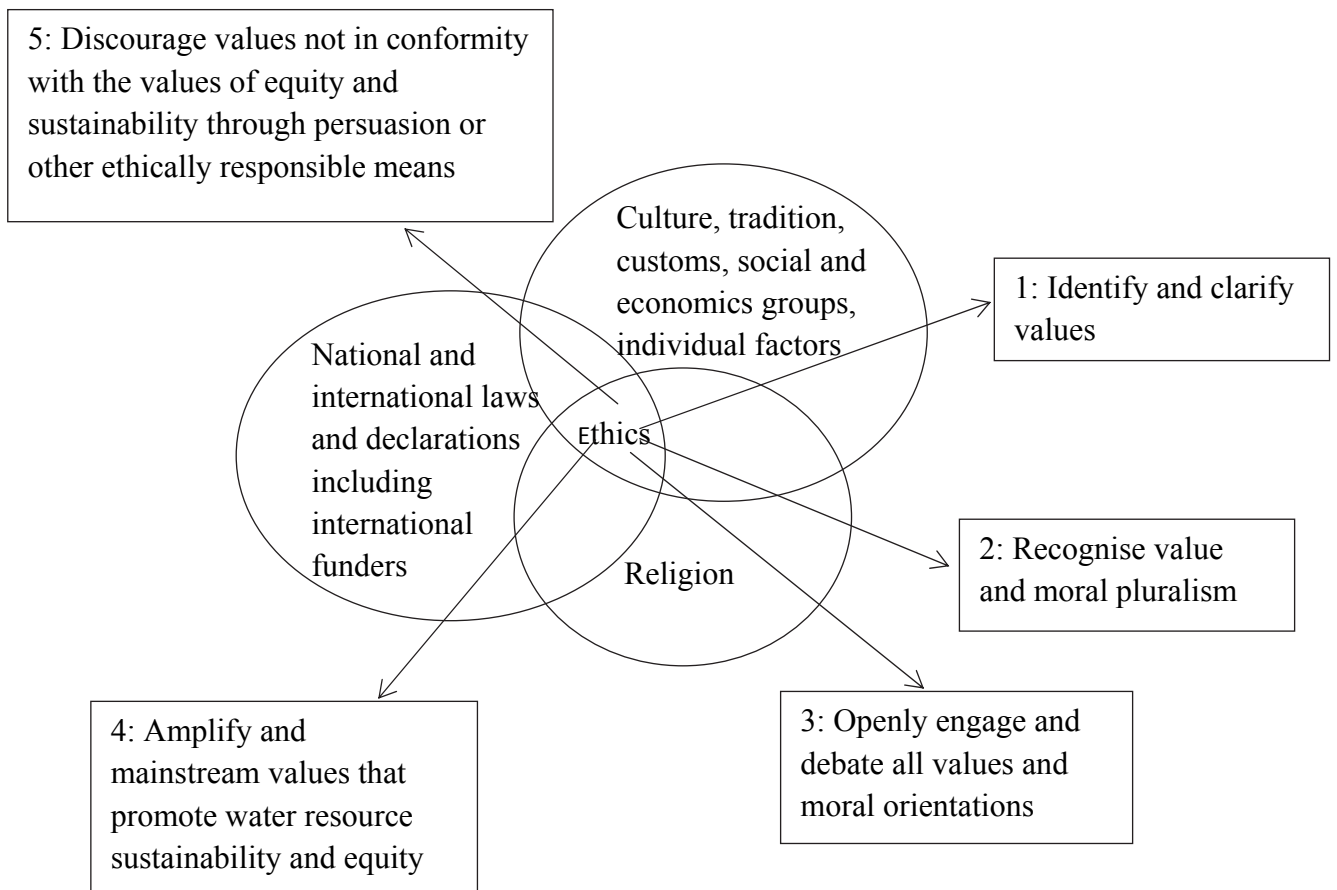 5: Discourage values not in conformity
with the values of equity and
sustainability through persuasion or
other ethically responsible means
Culture, tradition,
customs, social and
economics groups,
individual factors
1: Identify and clarify
values
National and
international laws
and declarations
including
international
funders
Ethics
2: Recognise value
and moral pluralism
Religion
3: Openly engage and
debate all values and
moral orientations
4: Amplify and
mainstream values that
promote water resource
sustainability and equity